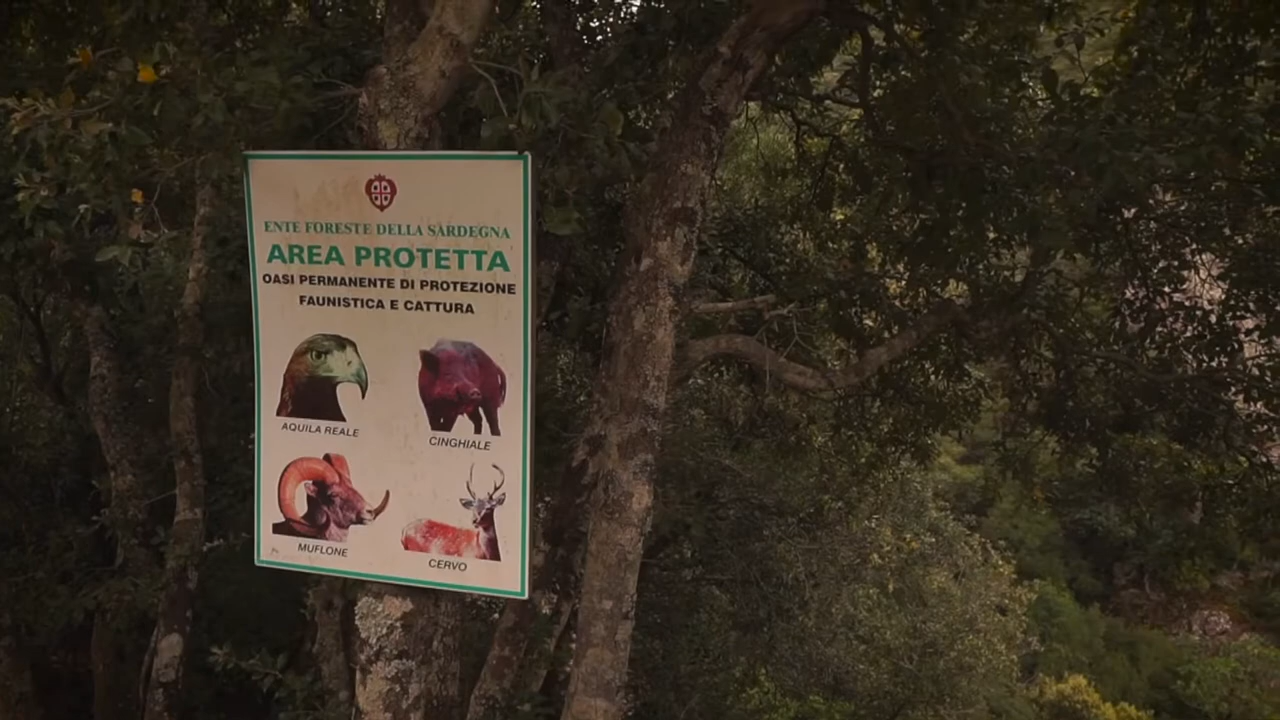 ENTE FORESTE DELLA SARDEGNA
AREA PROTETTA
OASI PERMANENTE DI PROTEZIONE
FAUNISTICA E CATTURA
AQUILA REALE
CINGHIALE
MUFLONE
CERVO